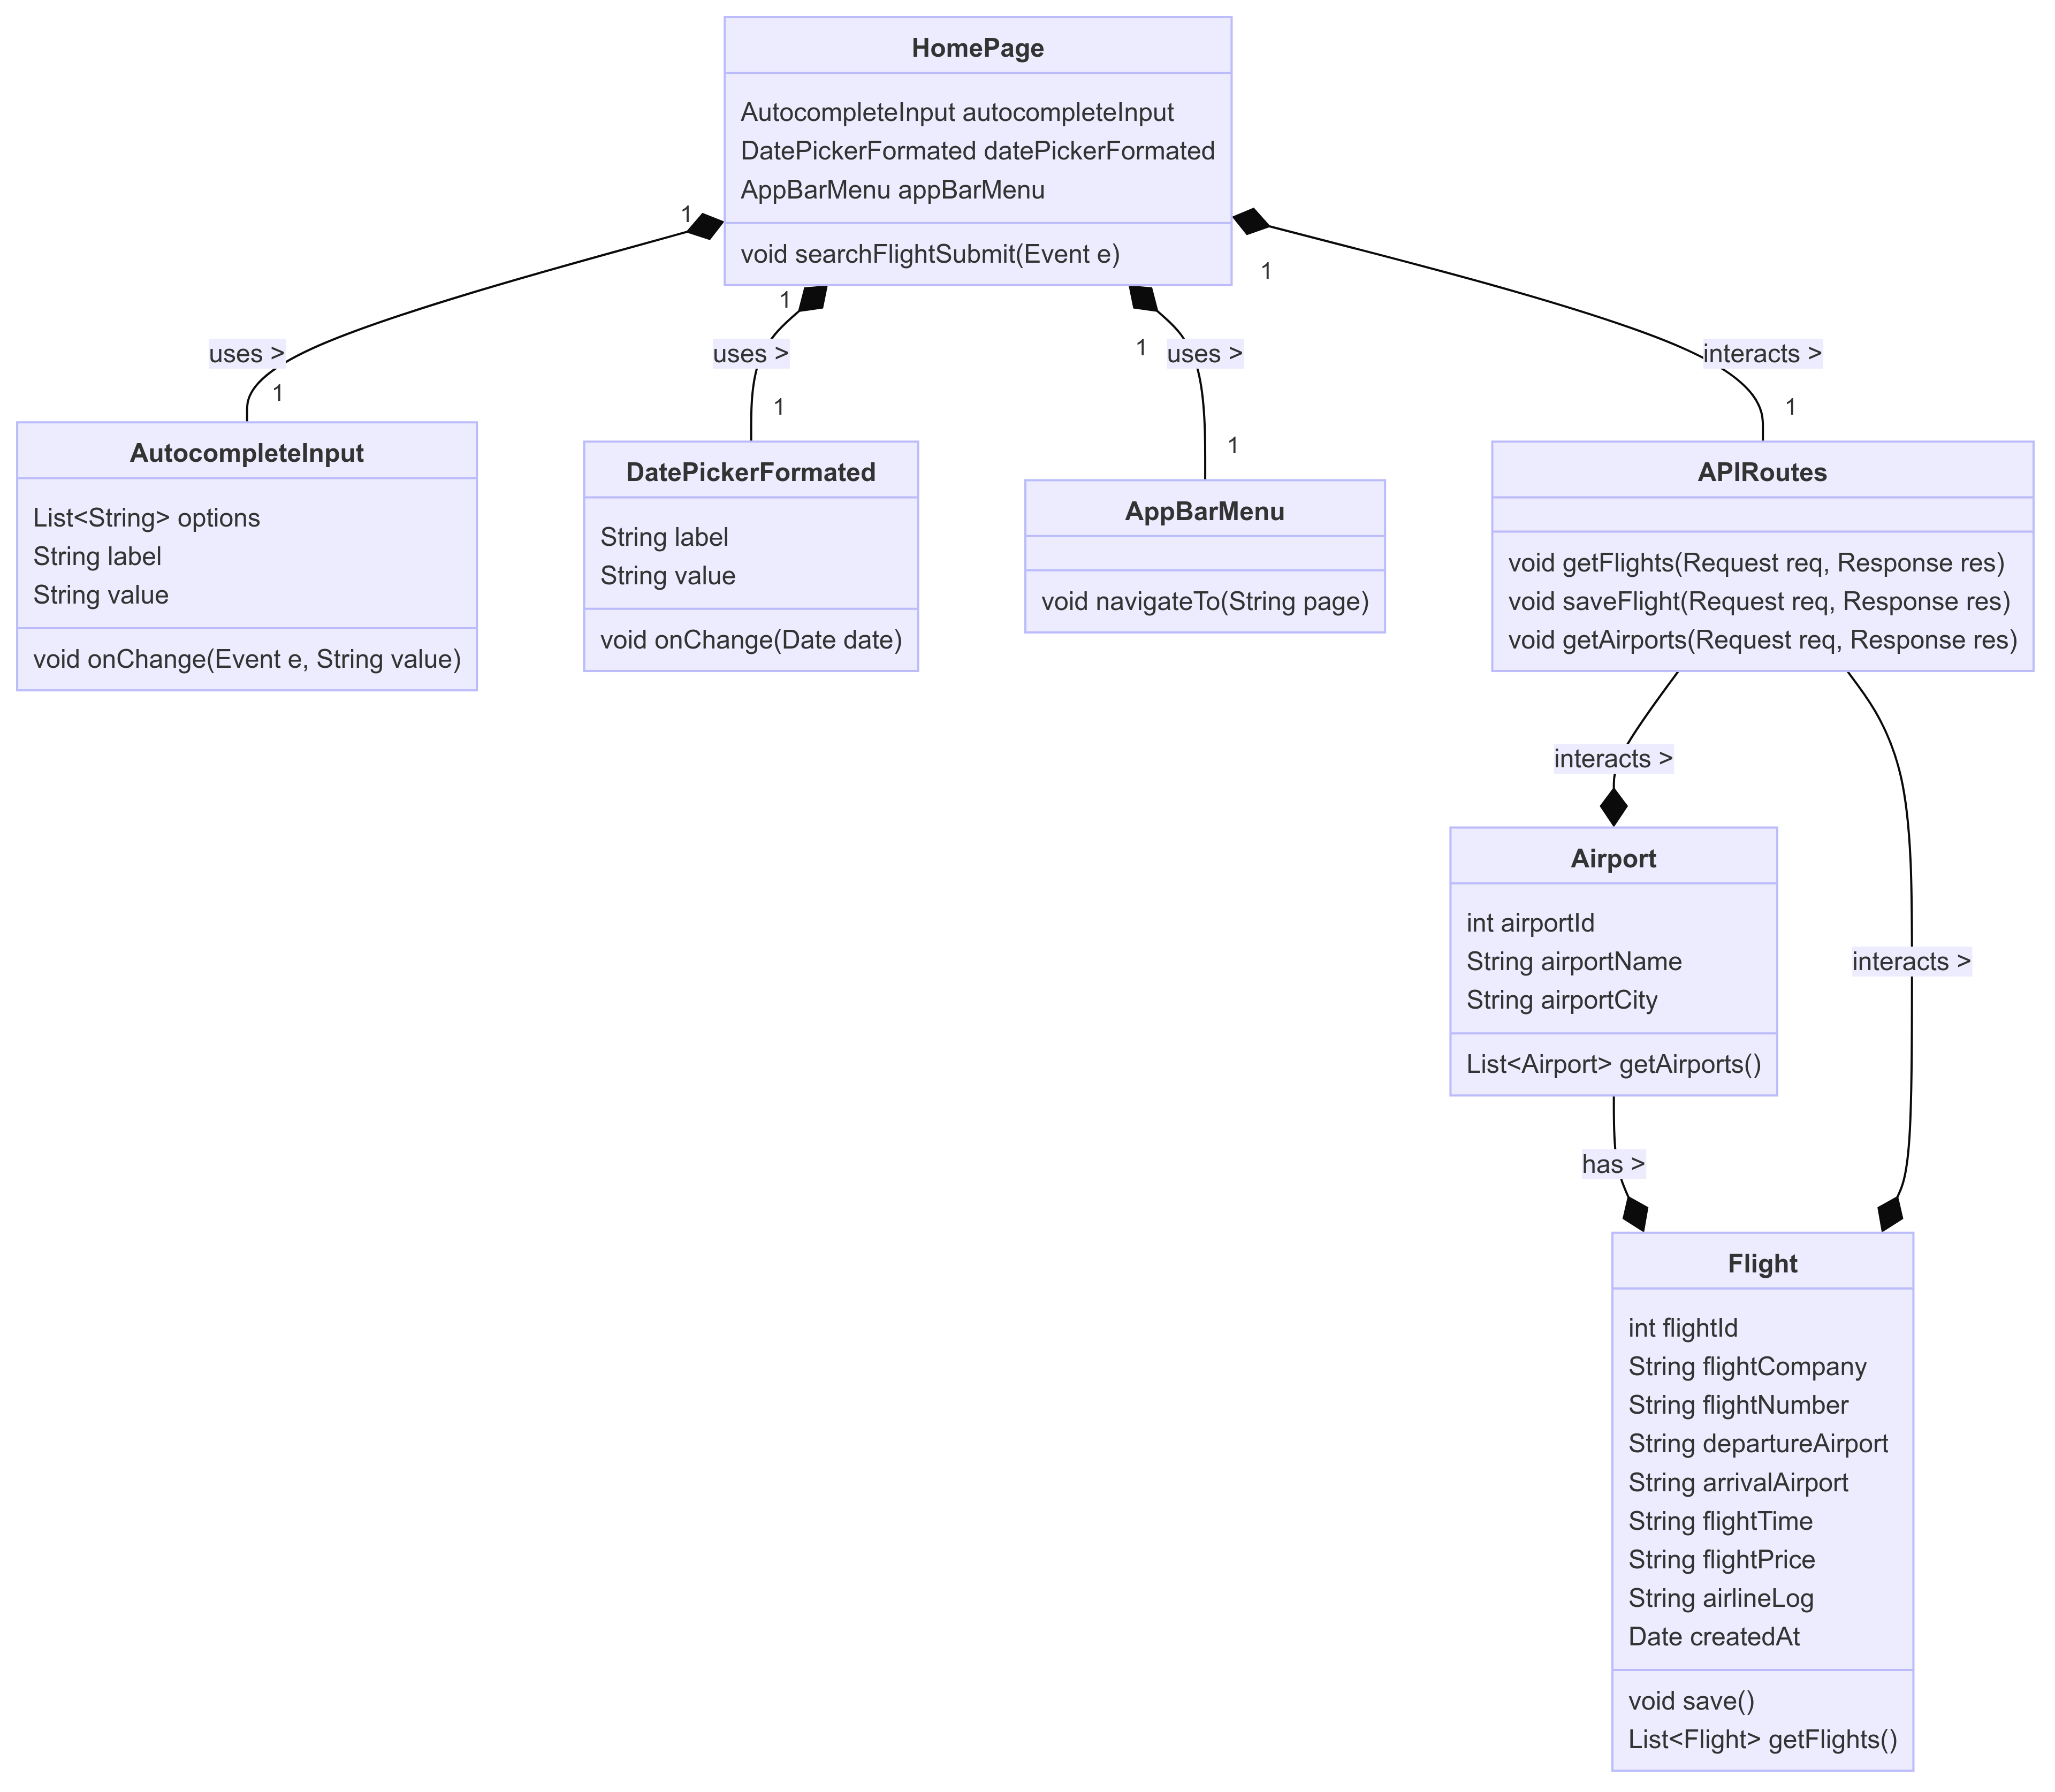 HomePage
AutocompleteInput autocompleteInput
DatePickerFormated datePickerFormated
AppBarMenu appBarMenu
void searchFlightSubmit(Event e)
1
1
1
1
uses >
uses >
uses >
interacts >
1
1
1
1
AutocompleteInput
List<String> options
String label
String value
void onChange(Event e, String value)
DatePickerFormated
String label
String value
void onChange(Date date)
AppBarMenu
void navigateTo(String page)
APIRoutes
void getFlights(Request req, Response res)
void saveFlight(Request req, Response res)
void getAirports(Request req, Response res)
interacts >
interacts >
Airport
int airportId
String airportName
String airportCity
List<Airport> getAirports()
has >
Flight
int flightId
String flightCompany
String flightNumber
String departureAirport
String arrivalAirport
String flightTime
String flightPrice
String airlineLog
Date createdAt
void save()
List<Flight> getFlights()